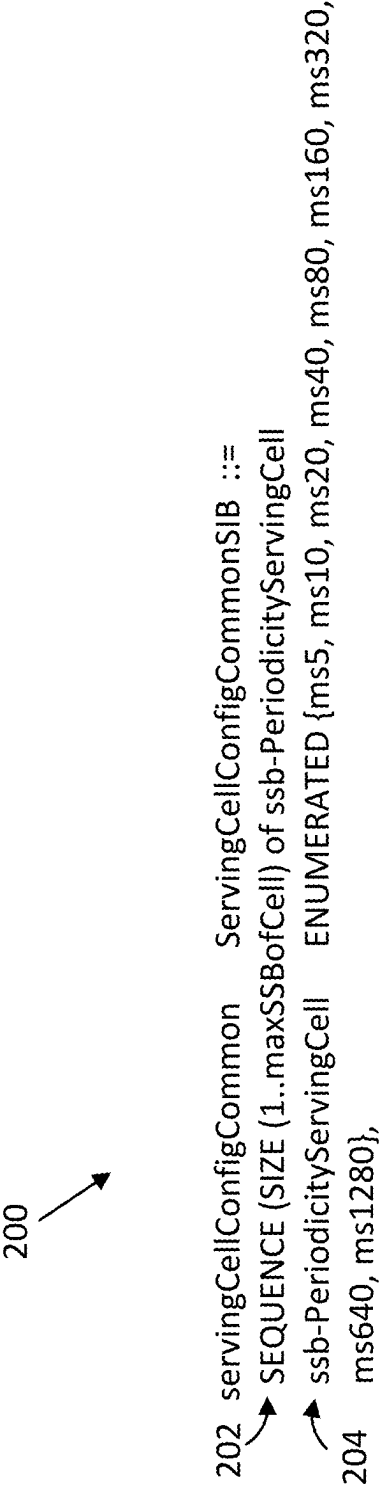 200
servingCellConfigCommon ServingCellConfigCommonSIB ::=
202
SEQUENCE (SIZE (1..maxSSBofCell) of ssb-PeriodicityServingCell
ssb-PeriodicityServingCell ENUMERATED {ms5, ms10, ms20, ms40, ms80, ms160, ms320,
204
ms640, ms1280},